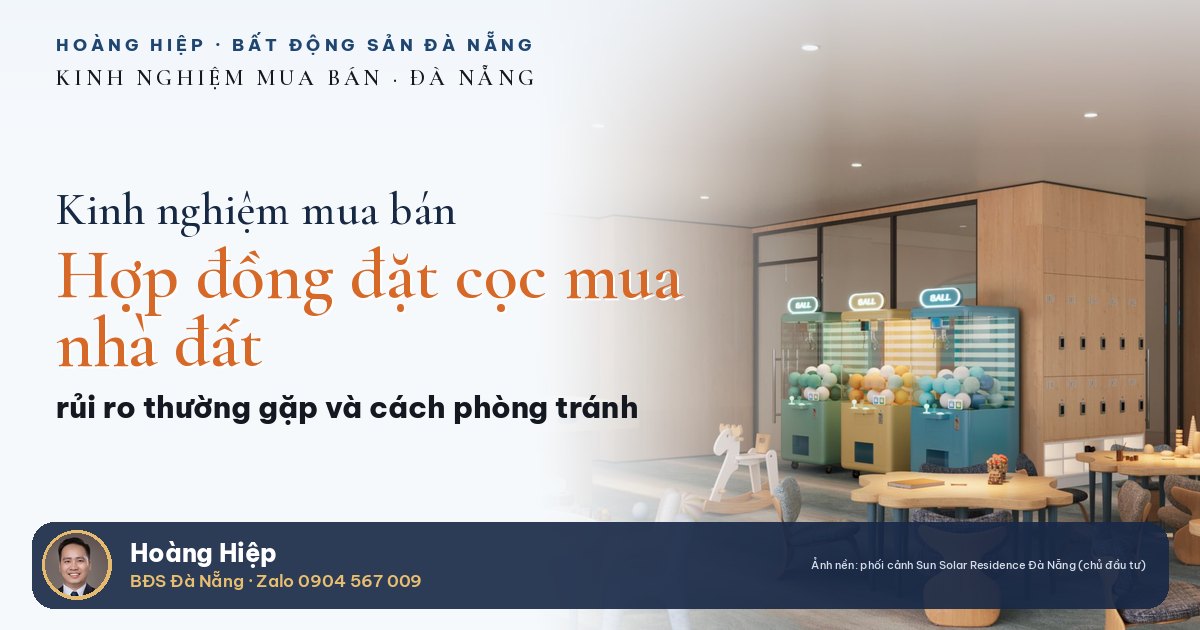 HOÀNG HIỆP · BẤT ĐỘNG SẢN ĐÀ NẴNG
KINH NGHIỆM MUA BÁN · ĐÀ NẴNG
Kinh nghiệm mua bán
Hợp đồng đặt cọc mua
nhà đất
rủi ro thường gặp và cách phòng tránh
BALL
BALL
BALL
Hoàng Hiệp
BĐS Đà Nẵng · Zalo 0904 567 009
Ảnh nền: phối cảnh Sun Solar Residence Đà Nẵng (chủ đầu tư)